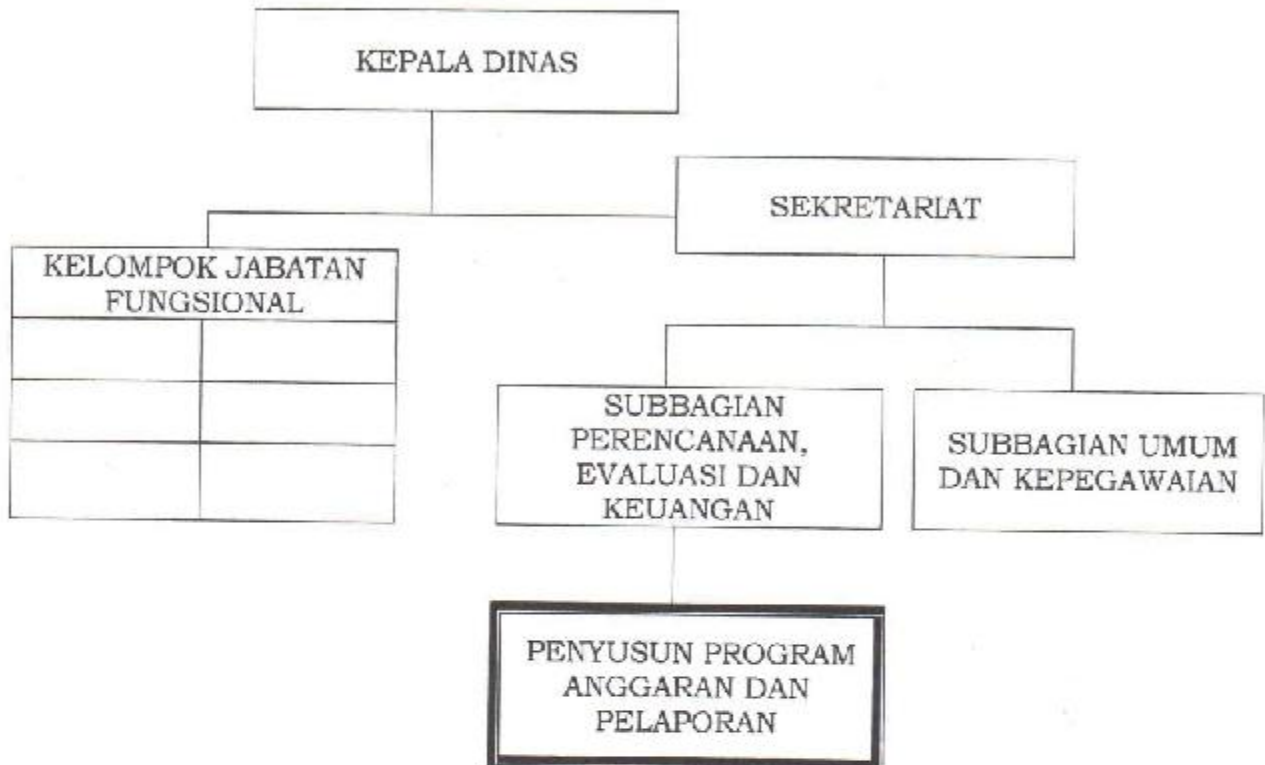 KEPALA DINAS
SEKRETARIAT
KELOMPOK JABATAN
FUNGSIONAL
SUBBAGIAN
PERENCANAAN,
EVALUASI DAN
KEUANGAN
SUBBAGIAN UMUM
DAN KEPEGAWAIAN
PENYUSUN PROGRAM
ANGGARAN DAN
PELAPORAN